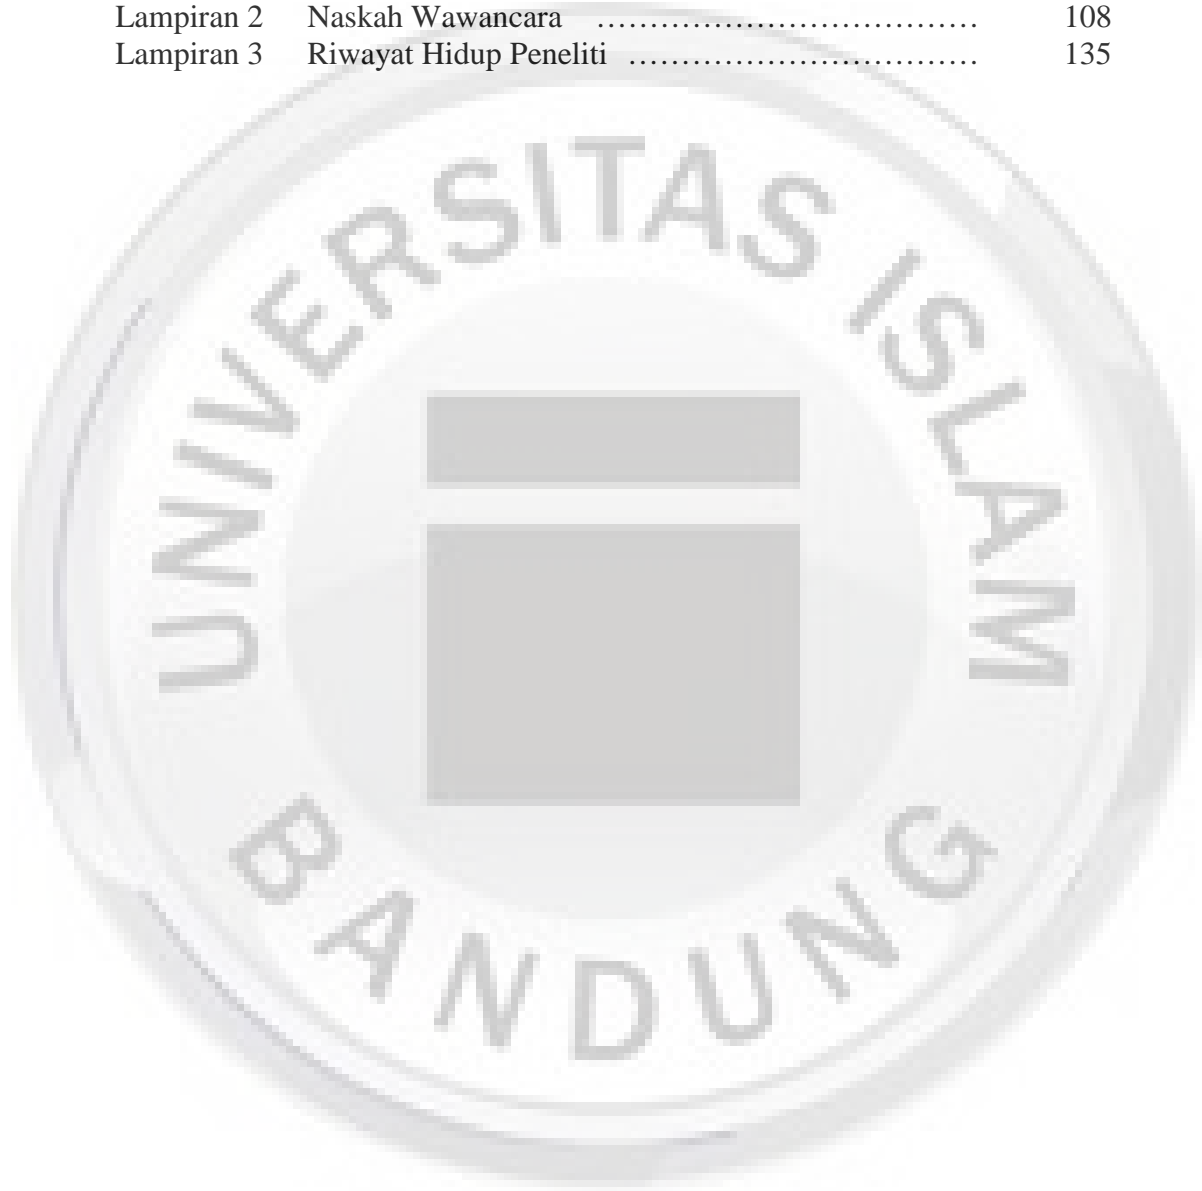 Lampiran 2 Naskah Wawancara ………………………………… 108
Lampiran 3 Riwayat Hidup Peneliti …………………………… 135
UNIVERSITAS ISLAM
BANDUNG